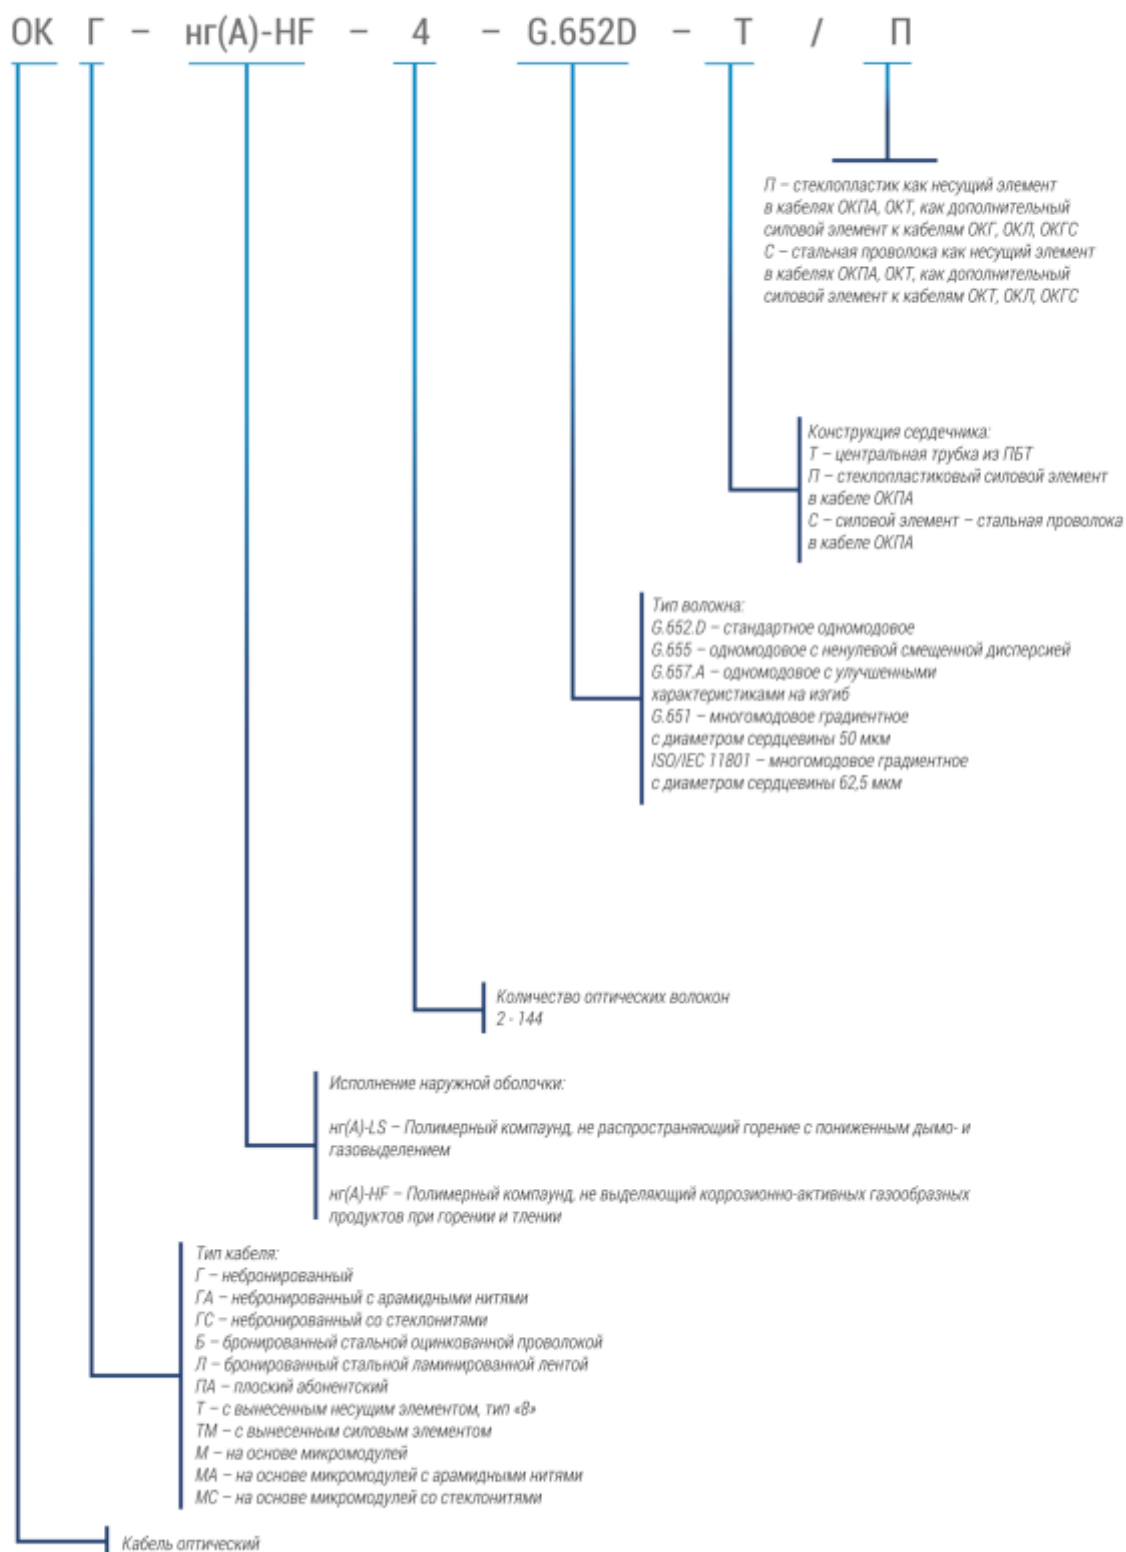 ОК Г – нг(А)-HF – 4 – G.652D – Т / П
П – стеклопластик как несущий элемент
в кабелях ОКПА, ОКТ, как дополнительный
силовой элемент к кабелям ОКГ, ОКЛ, ОКГС
С – стальная проволока как несущий элемент
в кабелях ОКПА, ОКТ, как дополнительный
силовой элемент к кабелям ОКТ, ОКЛ, ОКГС
Конструкция сердечника:
Т – центральная трубка из ПБТ
П – стеклопластиковый силовой элемент
в кабеле ОКПА
С – силовой элемент – стальная проволока
в кабеле ОКПА
Тип волокна:
G.652.D – стандартное одномодовое
G.655 – одномодовое с ненулевой смещенной дисперсией
G.657.A – одномодовое с улучшенными
характеристиками на изгиб
G.651 – многомодовое градиентное
с диаметром сердцевины 50 мкм
ISO/IEC 11801 – многомодовое градиентное
с диаметром сердцевины 62,5 мкм
Количество оптических волокон
2 - 144
Исполнение наружной оболочки:
нг(А)-LS – Полимерный компаунд, не распространяющий горение с пониженным дымо- и
газовыделением
нг(А)-HF – Полимерный компаунд, не выделяющий коррозионно-активных газообразных
продуктов при горении и тлении
Тип кабеля:
Г – небронированный
ГА – небронированный с арамидными нитями
ГС – небронированный со стеклонитями
Б – бронированный стальной оцинкованной проволокой
Л – бронированный стальной ламинированной лентой
ПА – плоский абонентский
Т – с вынесенным несущим элементом, тип «8»
ТМ – с вынесенным силовым элементом
М – на основе микромодулей
МА – на основе микромодулей с арамидными нитями
МС – на основе микромодулей со стеклонитями
Кабель оптический